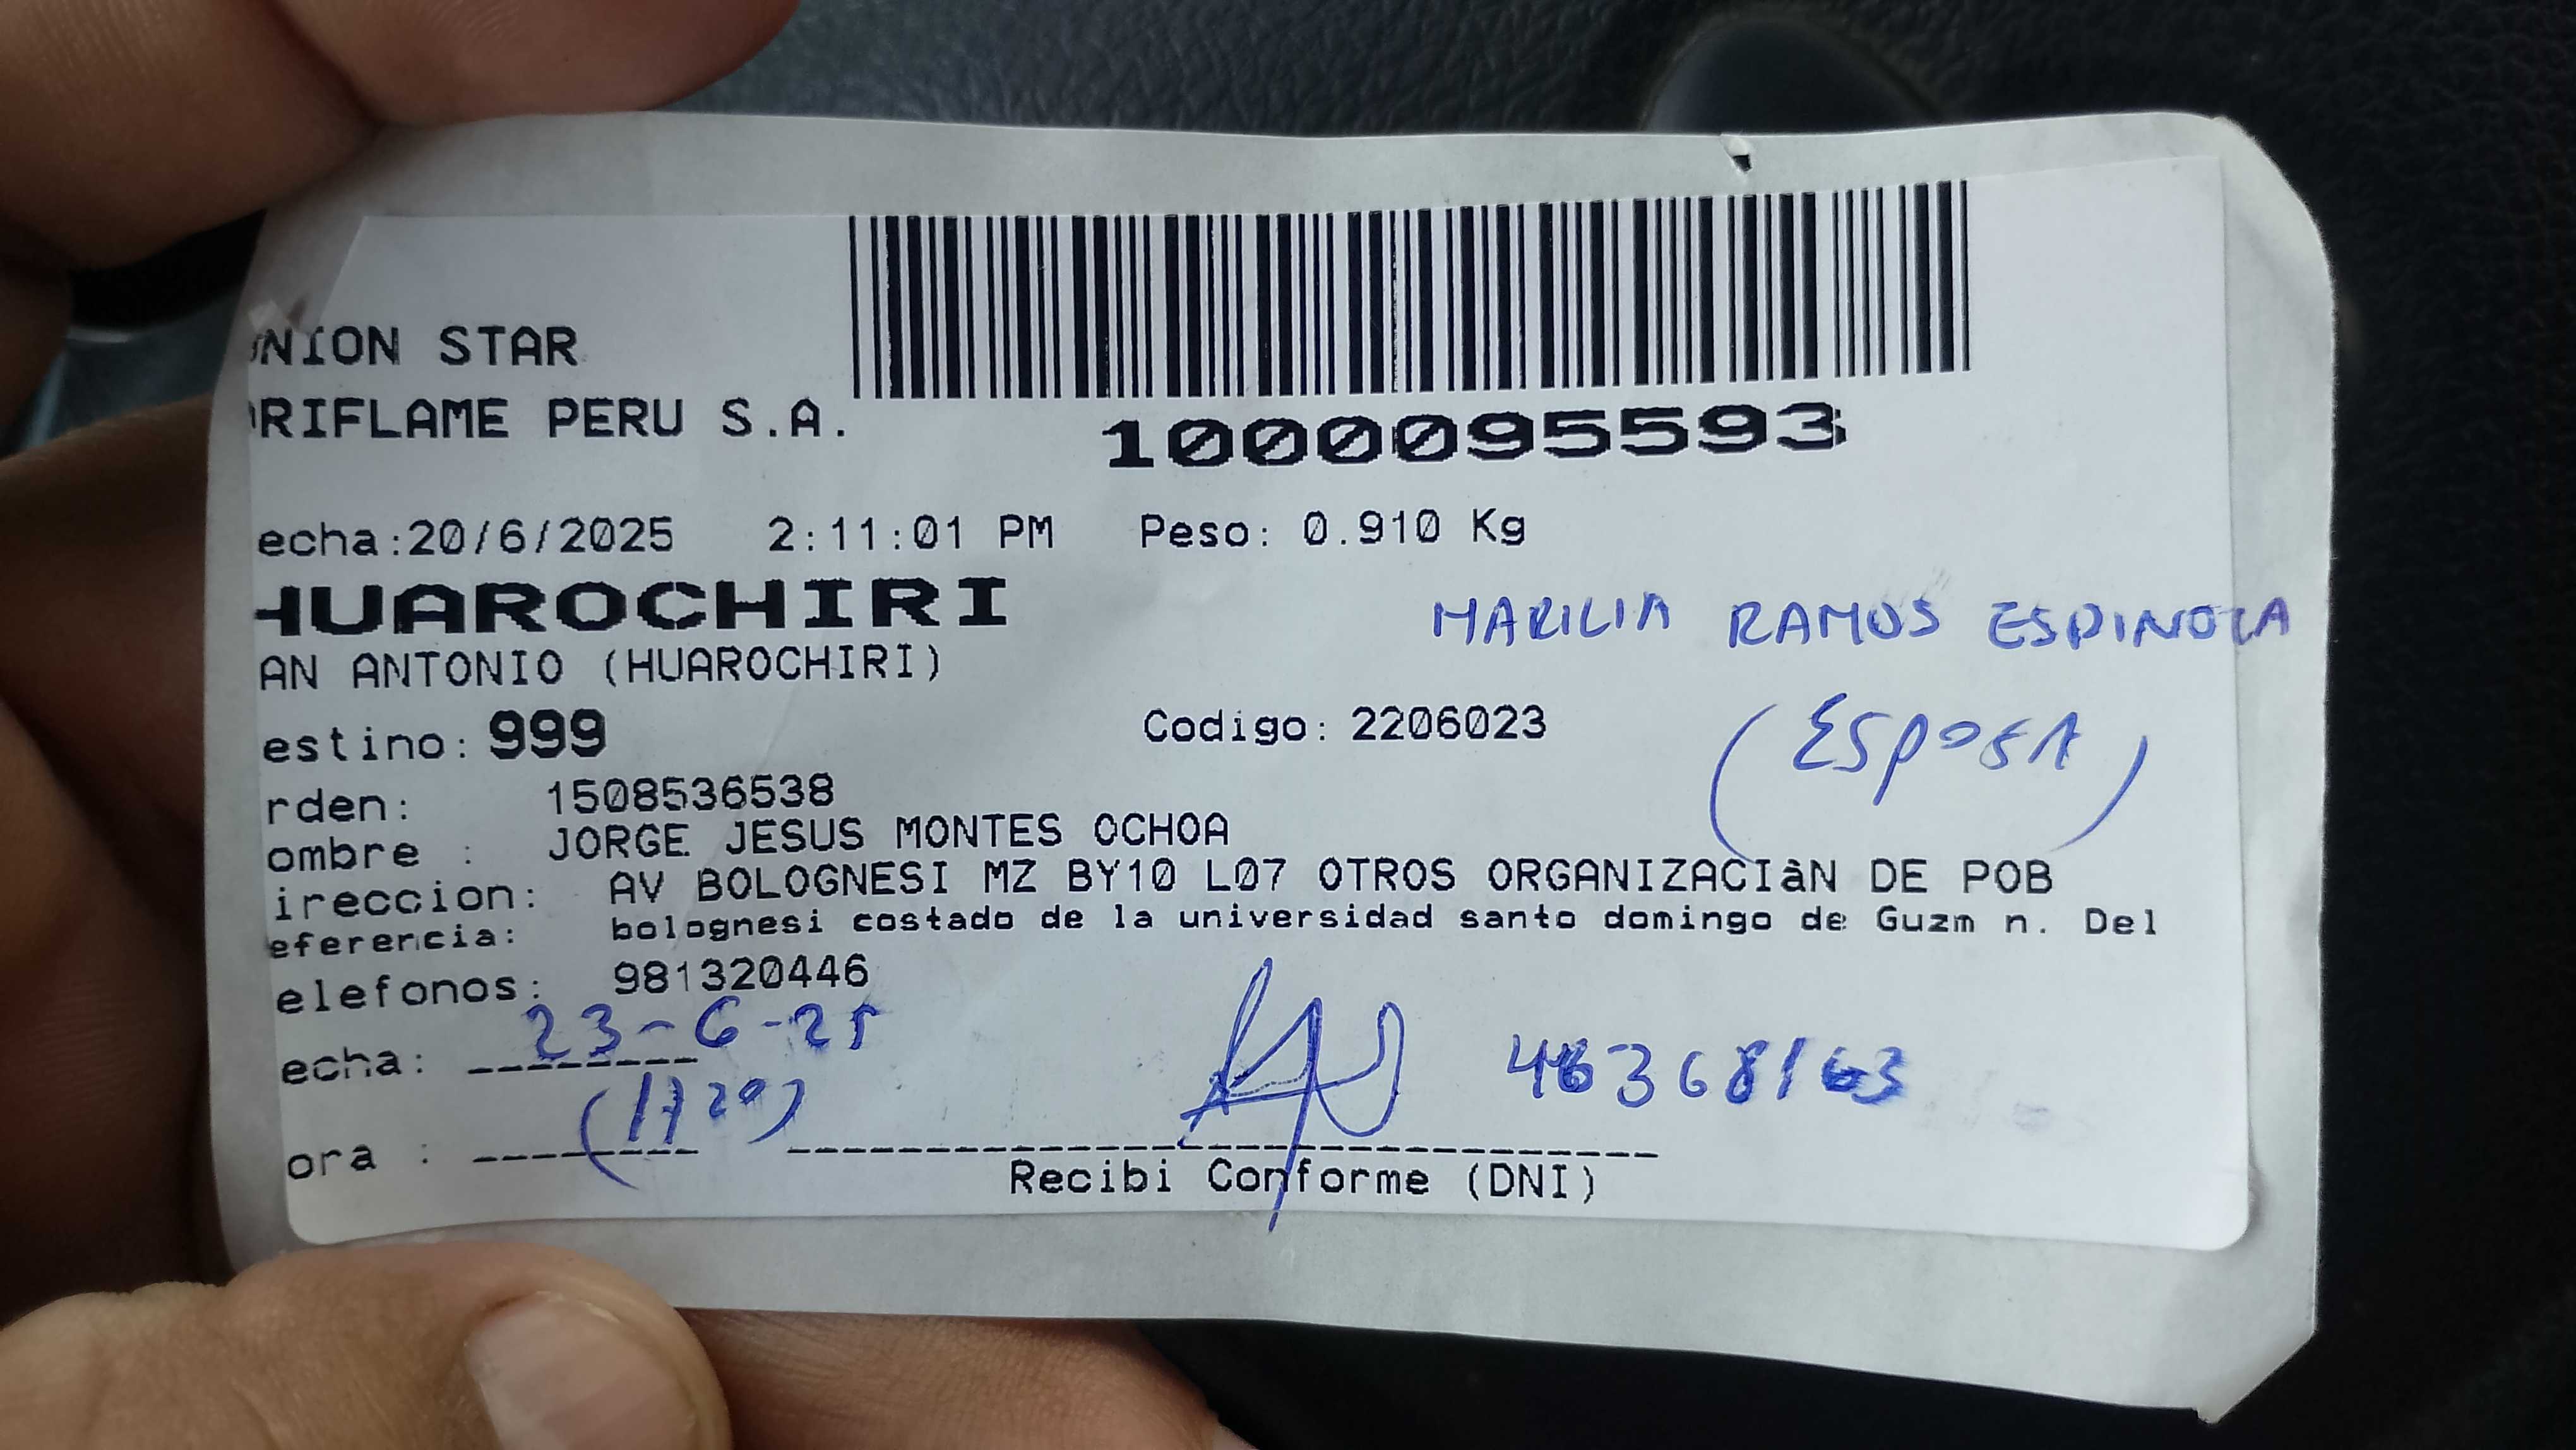 NION STAR
RIFLAME PERU S.A.
1000095593
echa:20/6/2025 2:11:01 PM Peso: 0.910 Kg
HUAROCHIRI
MARILIA RAMOS ESPINOZA
AN ANTONIO (HUAROCHIRI)
(ESPOSA)
estino: 999 Codigo: 2206023
rden: 1508536538
ombre : JORGE JESUS MONTES OCHOA
ireccion: AV BOLOGNESI MZ BY10 L07 OTROS ORGANIZACIàN DE POB
eferencia: bolognesi costado de la universidad santo domingo de Guzm n. Del
elefonos: 981320446
echa: 23-6-25
ora :
Recibi Conforme (DNI)